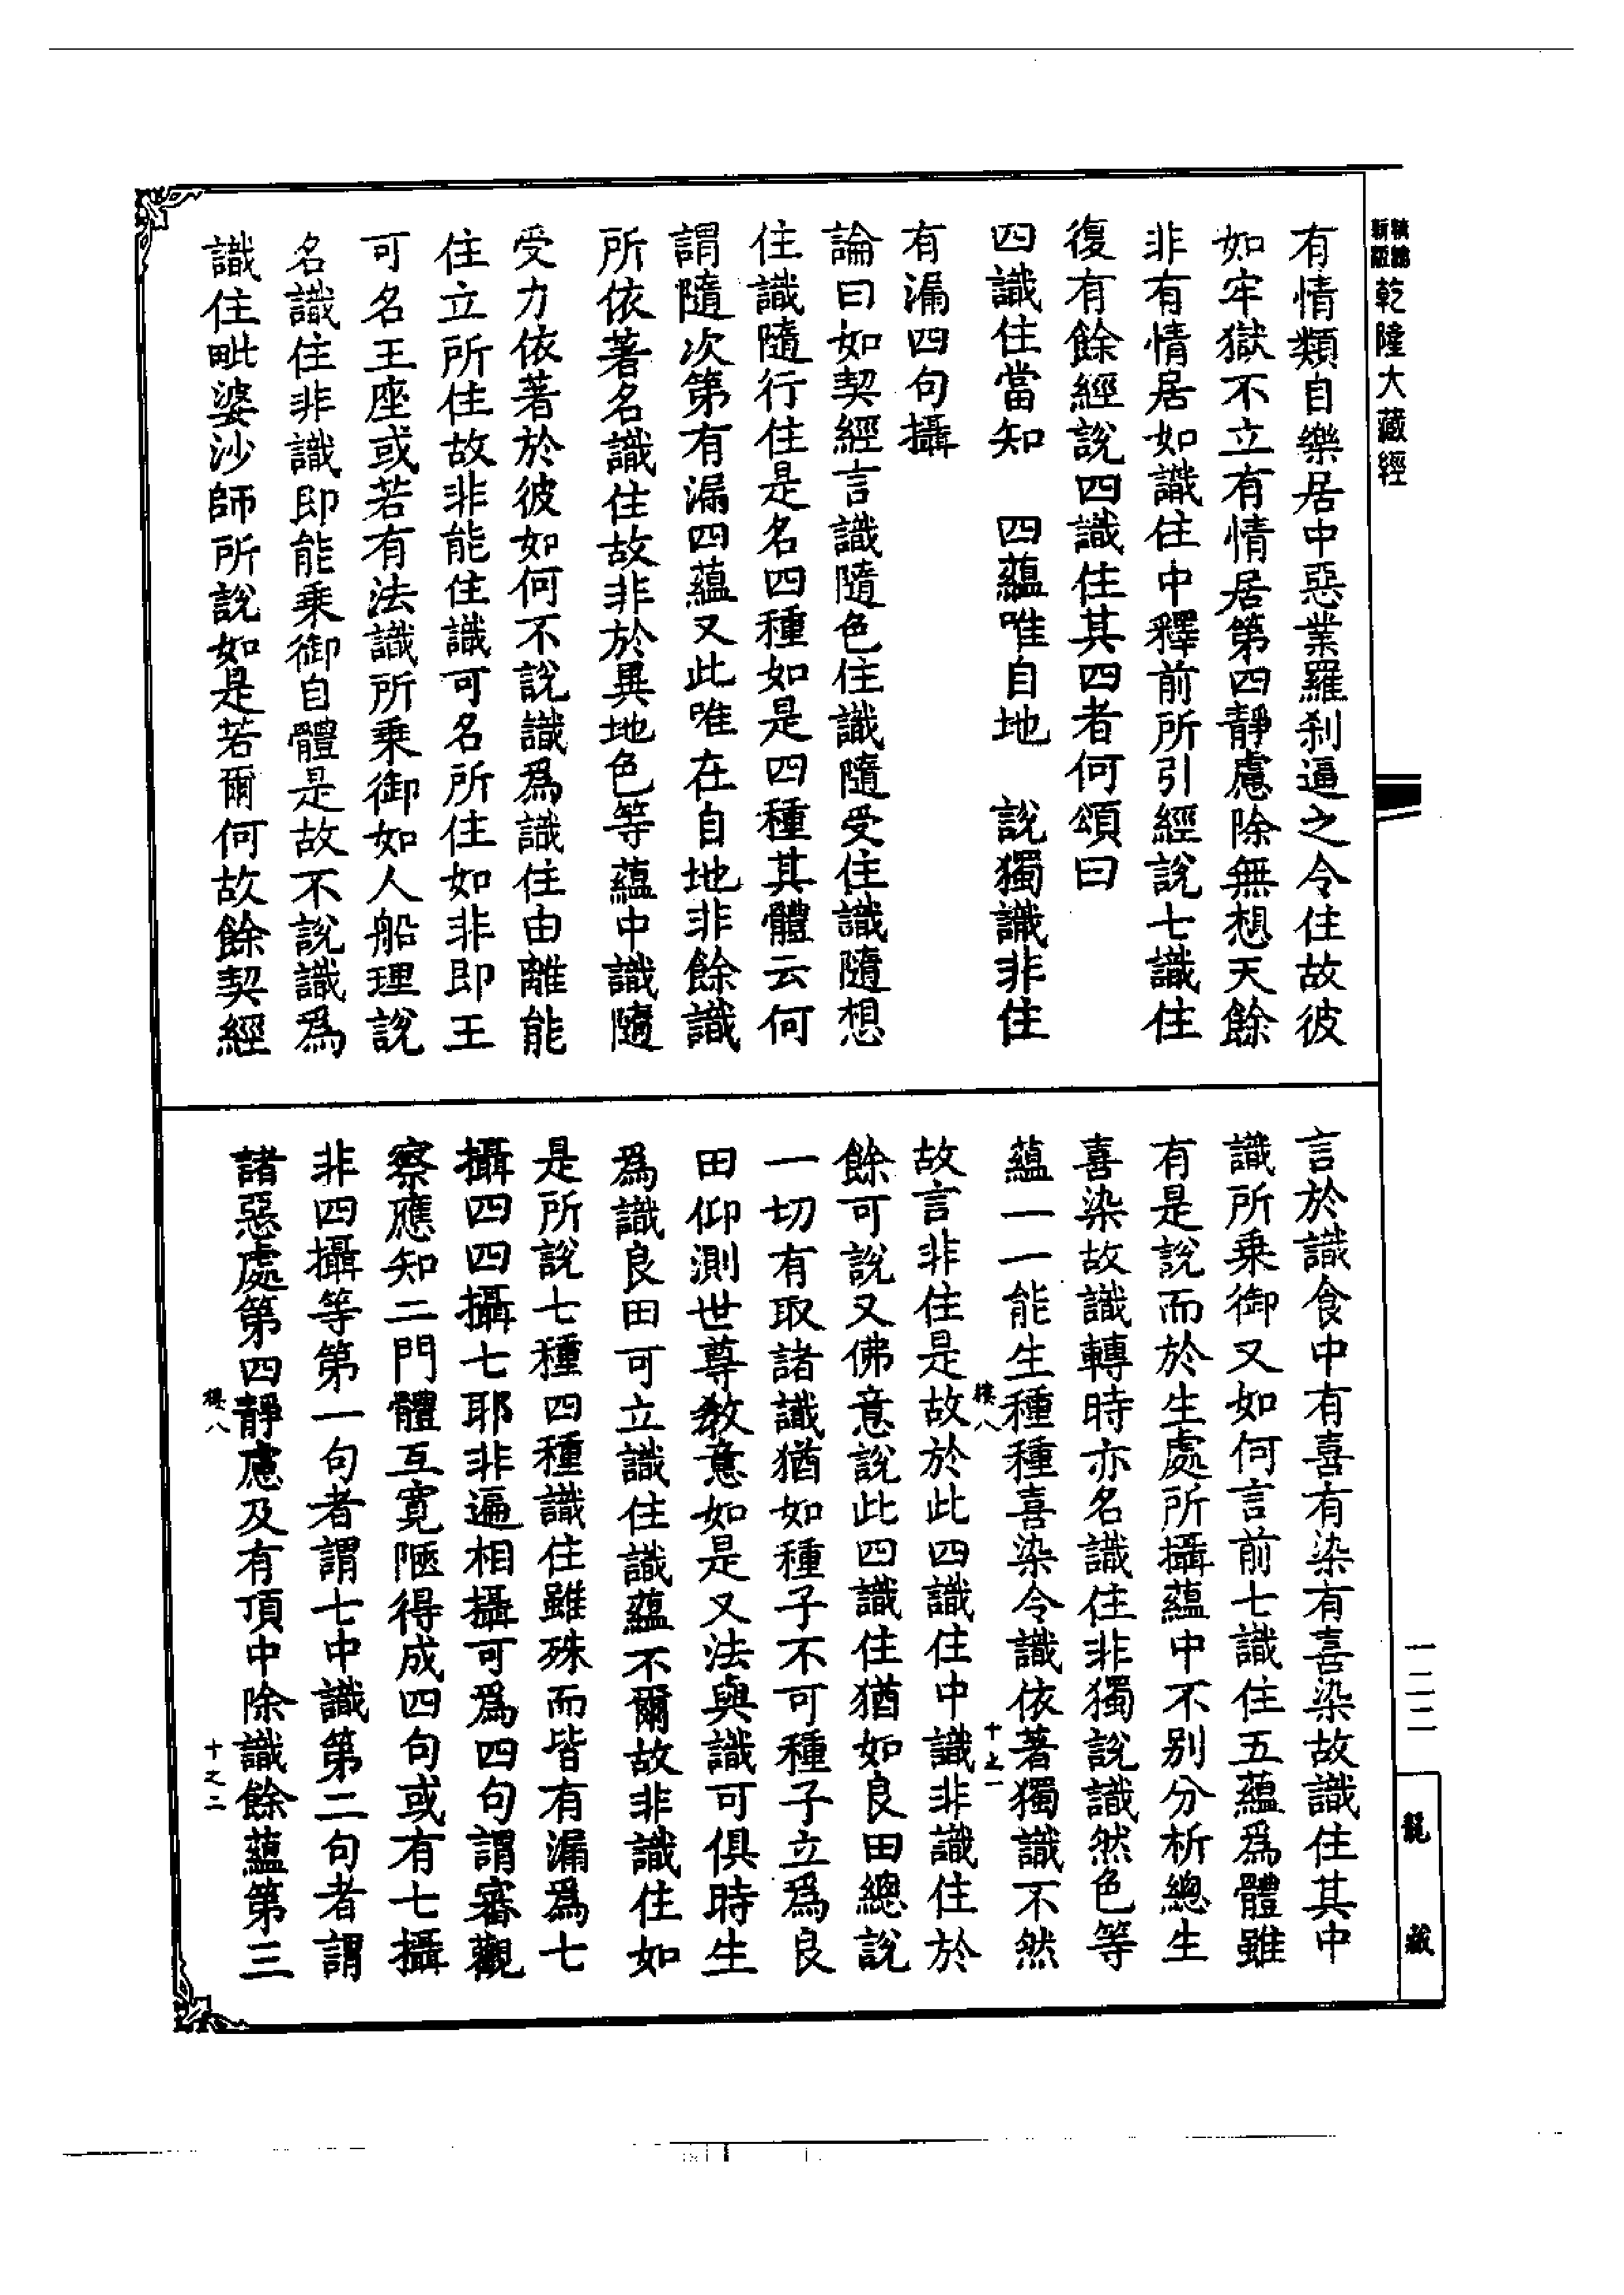 新版
精縮
乾隆大藏經
有情類自樂居中惡業羅刹逼之令住故彼
如牢獄不立有情居第四靜慮除無想天餘
非有情居如識住中釋前所引經說七識住
復有餘經說四識住其四者何頌曰
四識住當知　四蘊唯自地　說獨識非住
有漏四句攝
論曰如契經言識隨色住識隨受住識隨想
住識隨行住是名四種如是四種其體云何
謂隨次第有漏四蘊又此唯在自地非餘識
所依著名識住故非於異地色等蘊中識隨
受力依著於彼如何不說識爲識住由離能
住立所住故非能住識可名所住如非即王
可名王座或若有法識所乘御如人船理說
名識住非識即能乘御自體是故不說識爲
識住毗婆沙師所說如是若爾何故餘契經
言於識食中有喜有染有喜染故識住其中
識所乘御又如何言前七識住五蘊爲體雖
有是說而於生處所攝蘊中不別分析總生
喜染故識轉時亦名識住非獨說識然色等
蘊一一能生種種喜染令識依著獨識不然
樓八
十之一
故言非住是故於此四識住中識非識住於
餘可說又佛意說此四識住猶如良田總說
一切有取諸識猶如種子不可種子立爲良
田仰測世尊教意如是又法與識可俱時生
爲識良田可立識住識蘊不爾故非識住如
是所說七種四種識住雖殊而皆有漏爲七
攝四四攝七耶非遍相攝可爲四句謂審觀
察應知二門體互寬陿得成四句或有七攝
非四攝等第一句者謂七中識第二句者謂
諸惡處第四靜慮及有頂中除識餘蘊第三
樓八
十之二
一二二
龍藏